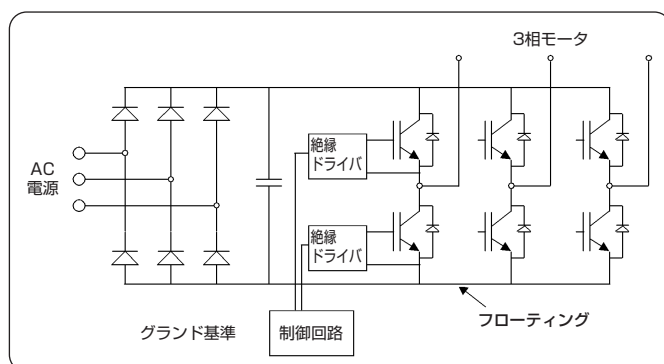 3相モータ
AC
電源
絶縁
ドライバ
絶縁
ドライバ
グランド基準
制御回路
フローティング